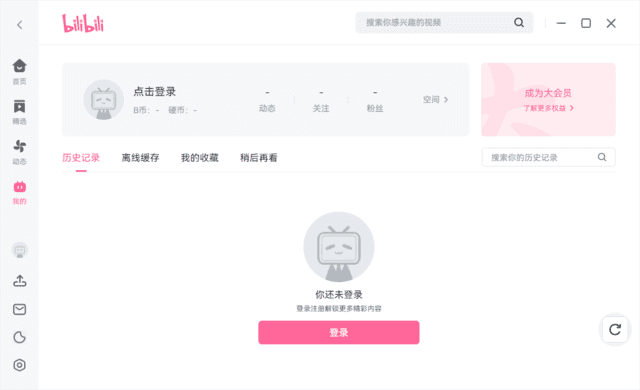 bilibili
搜索你感兴趣的视频
首页
精选
动态
我的
点击登录
B币：- 硬币：-
-
动态
-
关注
-
粉丝
空间
成为大会员
了解更多权益
历史记录 离线缓存 我的收藏 稍后再看
搜索你的历史记录
你还未登录
登录注册解锁更多精彩内容
登录